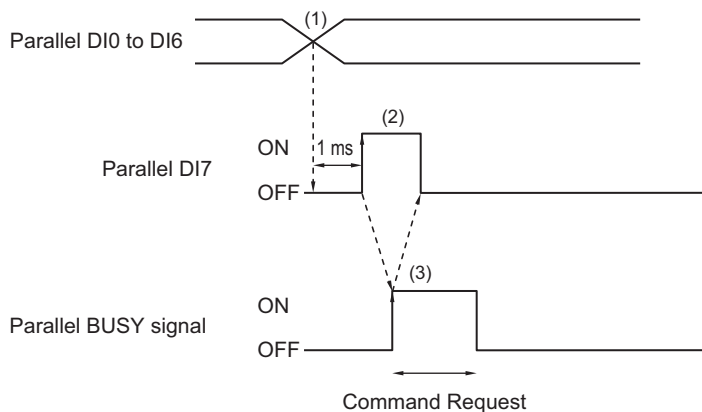 (1)
Parallel DI0 to DI6
(2)
ON
1 ms
Parallel DI7
OFF
(3)
ON
Parallel BUSY signal
OFF
Command Request